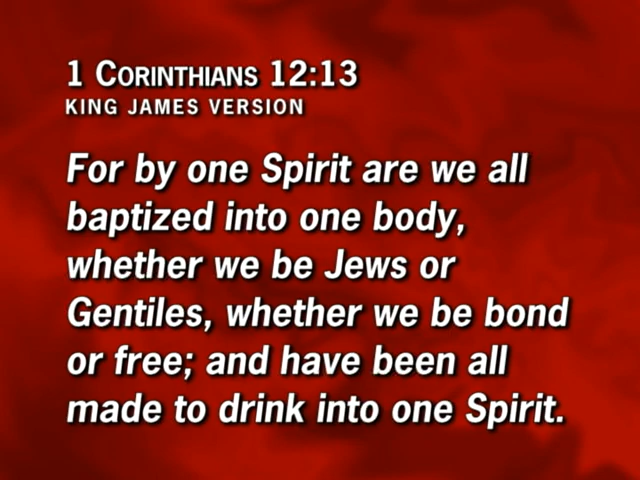 1 CORINTHIANS 12:13
KING JAMES VERSION
For by one Spirit are we all
baptized into one body,
whether we be Jews or
Gentiles, whether we be bond
or free; and have been all
made to drink into one Spirit.